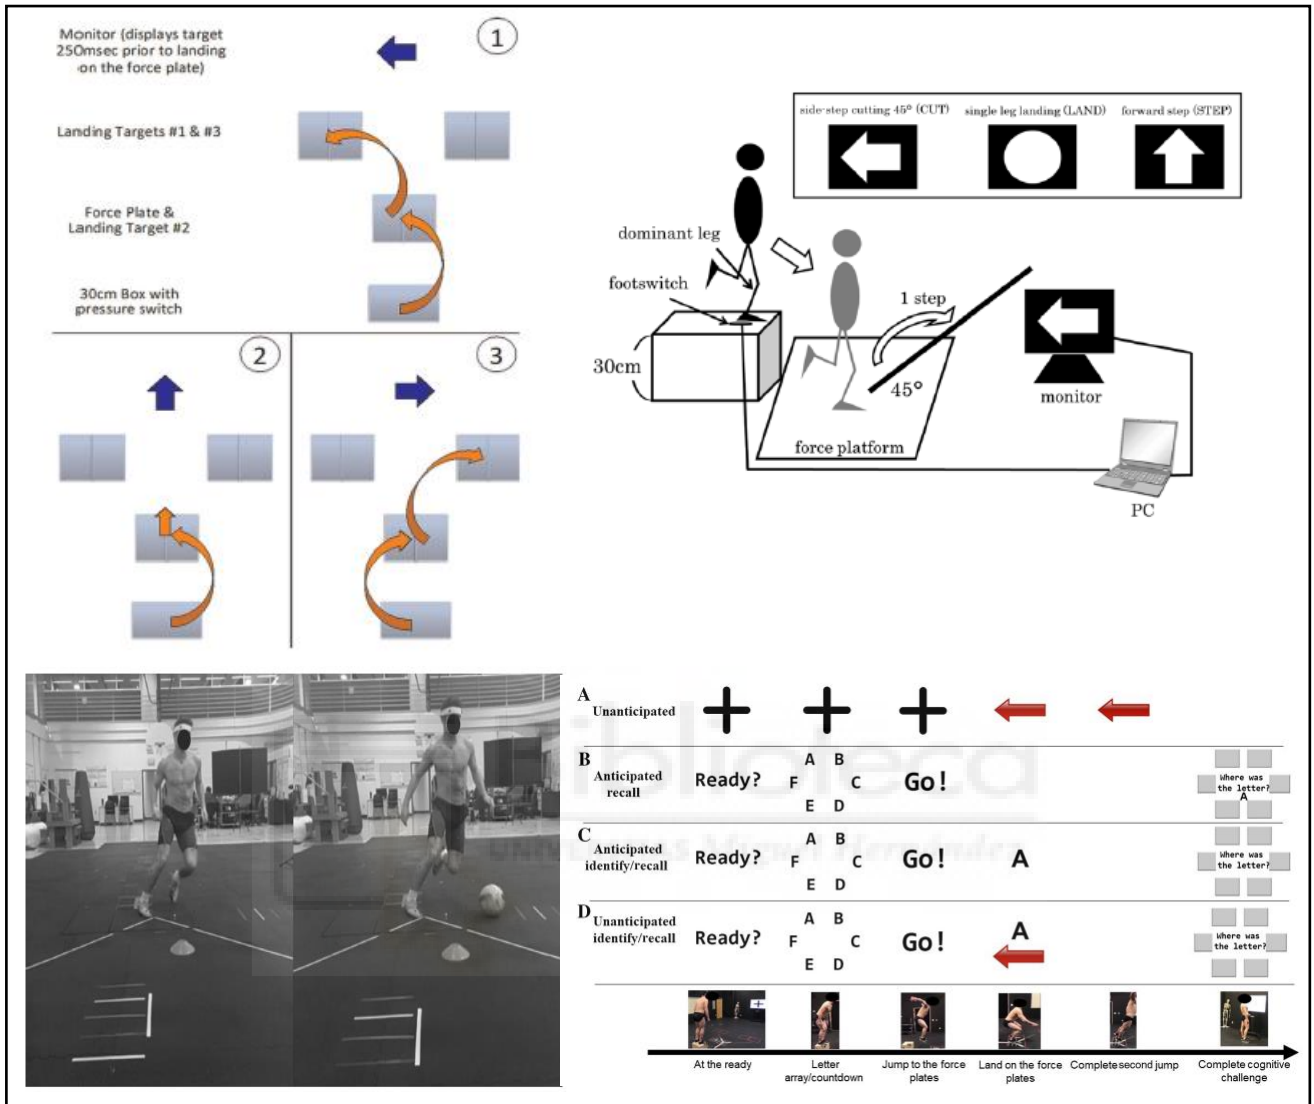 Monitor (displays target
250msec prior to landing
on the force plate)
1
Landing Targets #1 & #3
Force Plate &
Landing Target #2
30cm Box with
pressure switch
2
3
side-step cutting 45° (CUT)
single leg landing (LAND)
forward step (STEP)
dominant leg
footswitch
1 step
30cm
45°
monitor
force platform
PC
biblioteca
UNIVERSITAS Miguel Hernández
A
Unanticipated
B
Anticipated
recall
Ready?
A B
F C
E D
Go!
Where was
the letter?
A
C
Anticipated
identify/recall
Ready?
A B
F C
E D
Go!
A
Where was
the letter?
D
Unanticipated
identify/recall
Ready?
A B
F C
E D
Go!
A
Where was
the letter?
At the ready
Letter
array/countdown
Jump to the force
plates
Land on the force
plates
Complete second jump
Complete cognitive
challenge